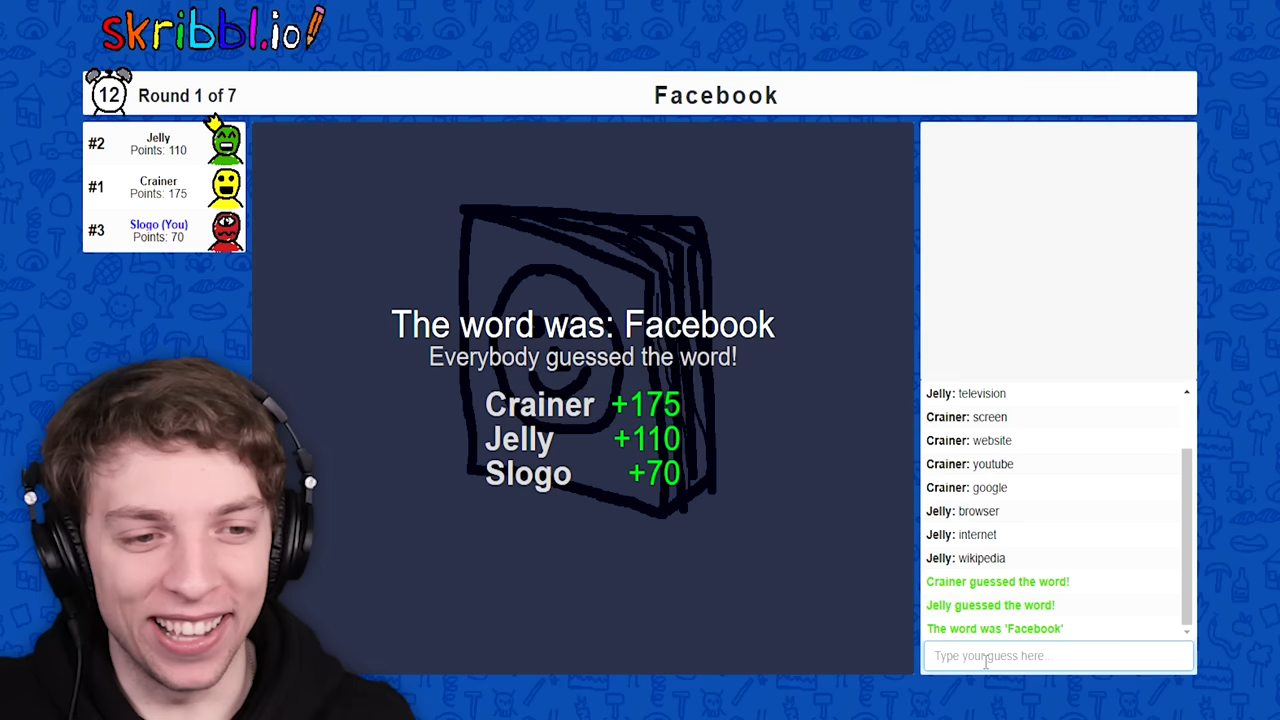 skribbl.io
12
Round 1 of 7
Facebook
#2
Jelly
Points: 110
#1
Crainer
Points: 175
#3
Slogo (You)
Points: 70
The word was: Facebook
Everybody guessed the word!
Crainer +175
Jelly +110
Slogo +70
Jelly: television
Crainer: screen
Crainer: website
Crainer: youtube
Crainer: google
Jelly: browser
Jelly: internet
Jelly: wikipedia
Crainer guessed the word!
Jelly guessed the word!
The word was 'Facebook'
Type your guess here...